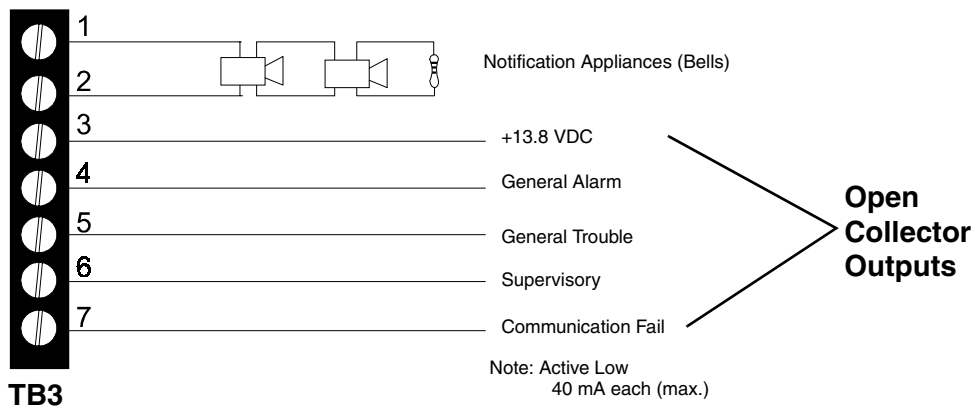 1
2
Notification Appliances (Bells)
3
+13.8 VDC
4
General Alarm
5
General Trouble
6
Supervisory
7
Communication Fail
Open
Collector
Outputs
Note: Active Low
40 mA each (max.)
TB3